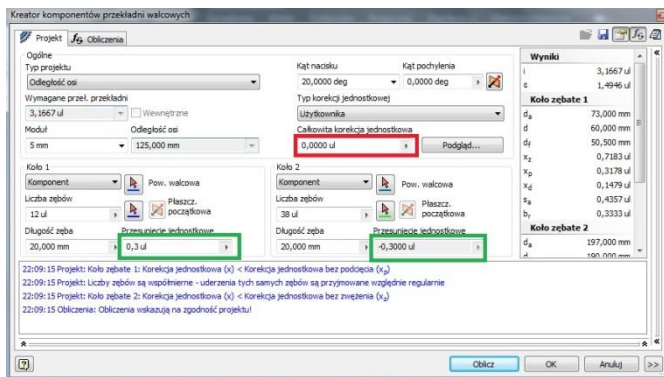 Kreator komponentów przekładni walcowych
Projekt
Obliczenia
Ogólne
Typ projektu
Odległość osi
Wymagane przeł. przekładni
3,1667 ul
Wewnętrzne
Moduł
Odległość osi
5 mm
125,000 mm
Kąt nacisku
Kąt pochylenia
20,0000 deg
0,0000 deg
Typ korekcji jednostkowej
Użytkownika
Całkowita korekcja jednostkowa
0,0000 ul
Podgląd...
Koło 1
Komponent
Pow. walcowa
Liczba zębów
12 ul
Płaszcz. początkowa
Długość zęba
Przesunięcie jednostkowe
20,000 mm
0,3 ul
Koło 2
Komponent
Pow. walcowa
Liczba zębów
38 ul
Płaszcz. początkowa
Długość zęba
Przesunięcie jednostkowe
20,000 mm
-0,3000 ul
Wyniki
i 3,1667 ul
ε 1,4946 ul
Koło zębate 1
da 73,000 mm
d 60,000 mm
df 50,500 mm
xz 0,7183 ul
xp 0,3178 ul
xd 0,1479 ul
sa 0,4357 ul
br 0,3333 ul
Koło zębate 2
da 197,000 mm
d 190,000 mm
22:09:15 Projekt: Koło zębate 1: Korekcja jednostkowa (x) < Korekcja jednostkowa bez podcięcia (xp)
22:09:15 Projekt: Liczby zębów są współmierne - uderzenia tych samych zębów są przyjmowane względnie regularnie
22:09:15 Projekt: Koło zębate 2: Korekcja jednostkowa (x) < Korekcja jednostkowa bez zwężenia (xz)
22:09:15 Obliczenia: Obliczenia wskazują na zgodność projektu!
Oblicz
OK
Anuluj
>>